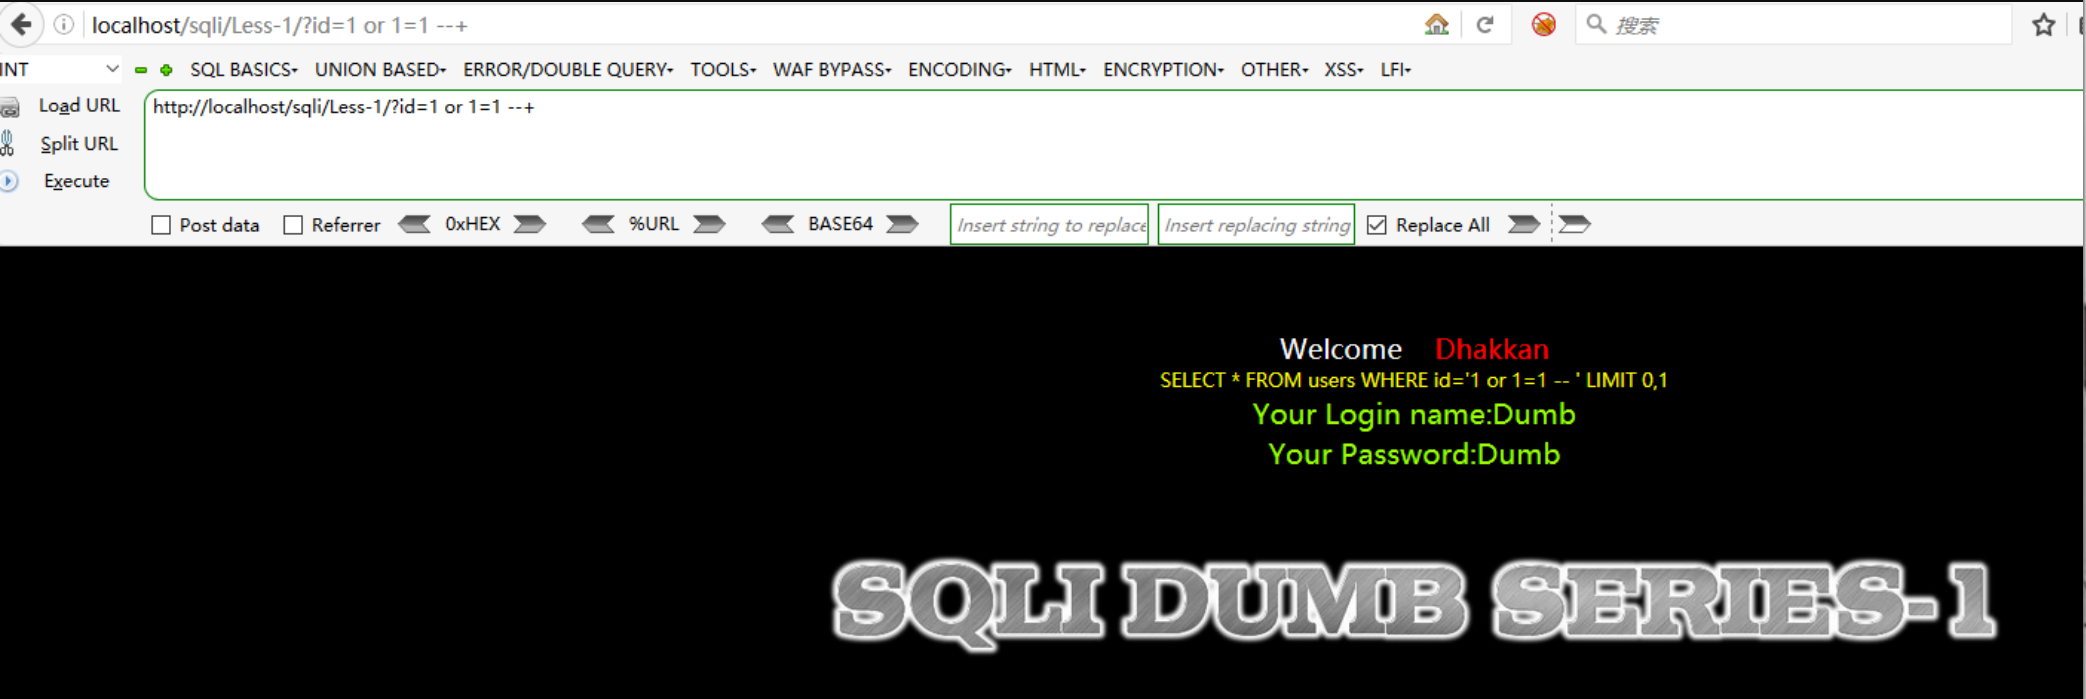 localhost/sqli/Less-1/?id=1 or 1=1 --+ 搜索
INT SQL BASICS UNION BASED ERROR/DOUBLE QUERY TOOLS WAF BYPASS ENCODING HTML ENCRYPTION OTHER XSS LFI
Load URL http://localhost/sqli/Less-1/?id=1 or 1=1 --+
Split URL
Execute
Post data Referrer 0xHEX %URL BASE64 Insert string to replace Insert replacing string Replace All
Welcome Dhakkan
SELECT * FROM users WHERE id='1 or 1=1 -- ' LIMIT 0,1
Your Login name:Dumb
Your Password:Dumb
SQLI DUMB SERIES-1